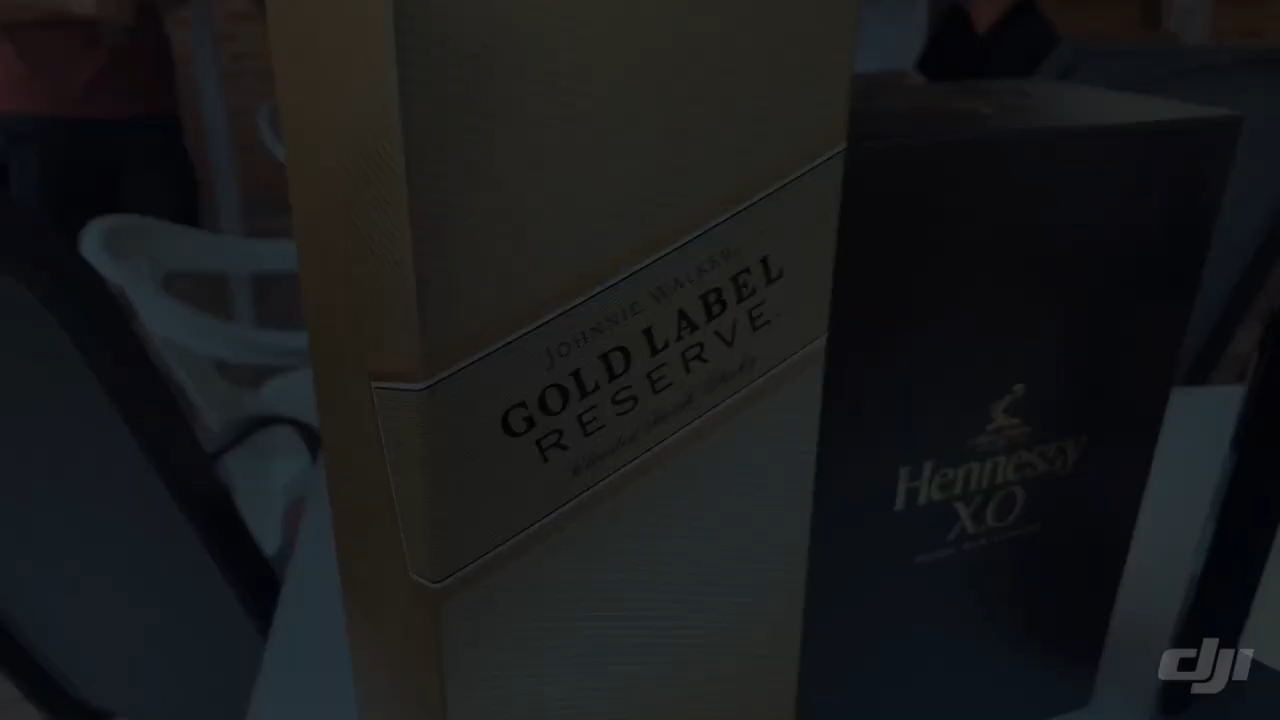 JOHNNIE WALKER
GOLD LABEL
RESERVE
Hennessy
X.O
dji